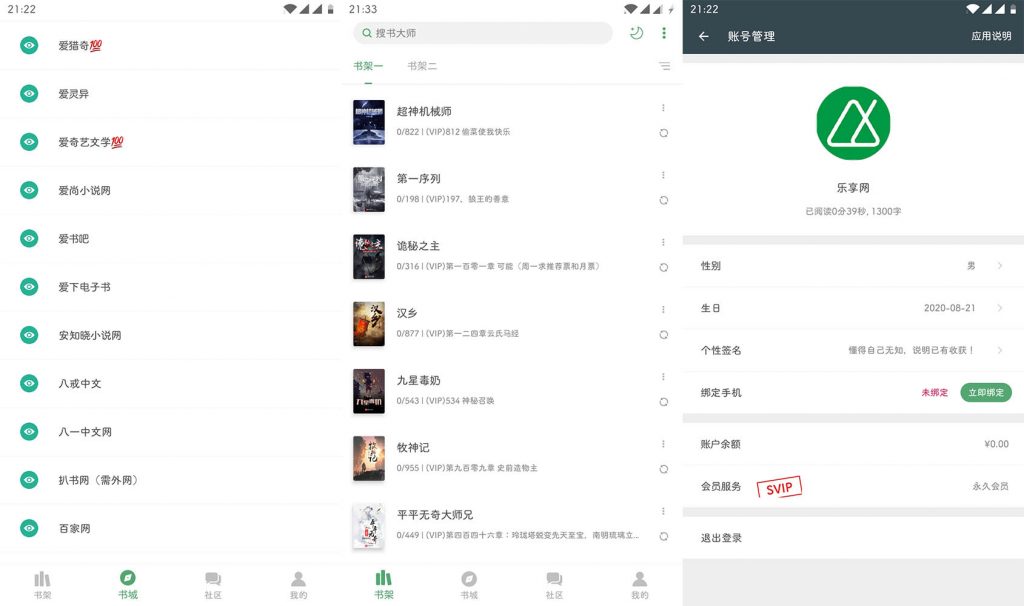 21:22
爱猎奇💯
爱灵异
爱奇艺文学💯
爱尚小说网
爱书吧
爱下电子书
安知晓小说网
八戒中文
八一中文网
扒书网（需外网）
百家网
书架
书城
社区
我的
21:33
搜书大师
书架一 书架二
超神机械师
0/822 | (VIP)812 偷菜使我快乐
第一序列
0/198 | (VIP)197、狼王的善意
诡秘之主
0/316 | (VIP)第一百零一章 可能（周一求推荐票和月票）
汉乡
0/877 | (VIP)第一二四章云氏马经
九星毒奶
0/543 | (VIP)534 神秘召唤
牧神记
0/955 | (VIP)第九百零九章 史前造物主
平平无奇大师兄
0/449 | (VIP)第四百四十六章：玲珑塔蜕变先天至宝，南明琉璃立...
书架
书城
社区
我的
21:22
账号管理 应用说明
乐享网
已阅读0分39秒, 1300字
性别 男
生日 2020-08-21
个性签名 懂得自己无知，说明已有收获！
绑定手机 未绑定 立即绑定
账户余额 ¥0.00
会员服务 SVIP 永久会员
退出登录